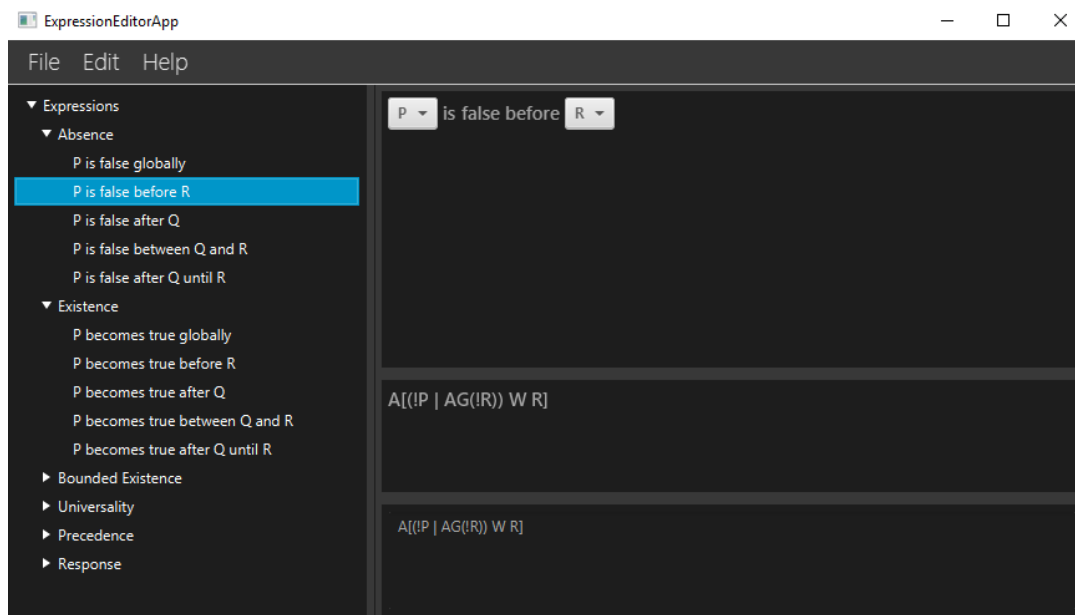 ExpressionEditorApp
File Edit Help
Expressions
Absence
P is false globally
P is false before R
P is false after Q
P is false between Q and R
P is false after Q until R
Existence
P becomes true globally
P becomes true before R
P becomes true after Q
P becomes true between Q and R
P becomes true after Q until R
Bounded Existence
Universality
Precedence
Response
P is false before R
A[(!P | AG(!R)) W R]
A[(!P | AG(!R)) W R]